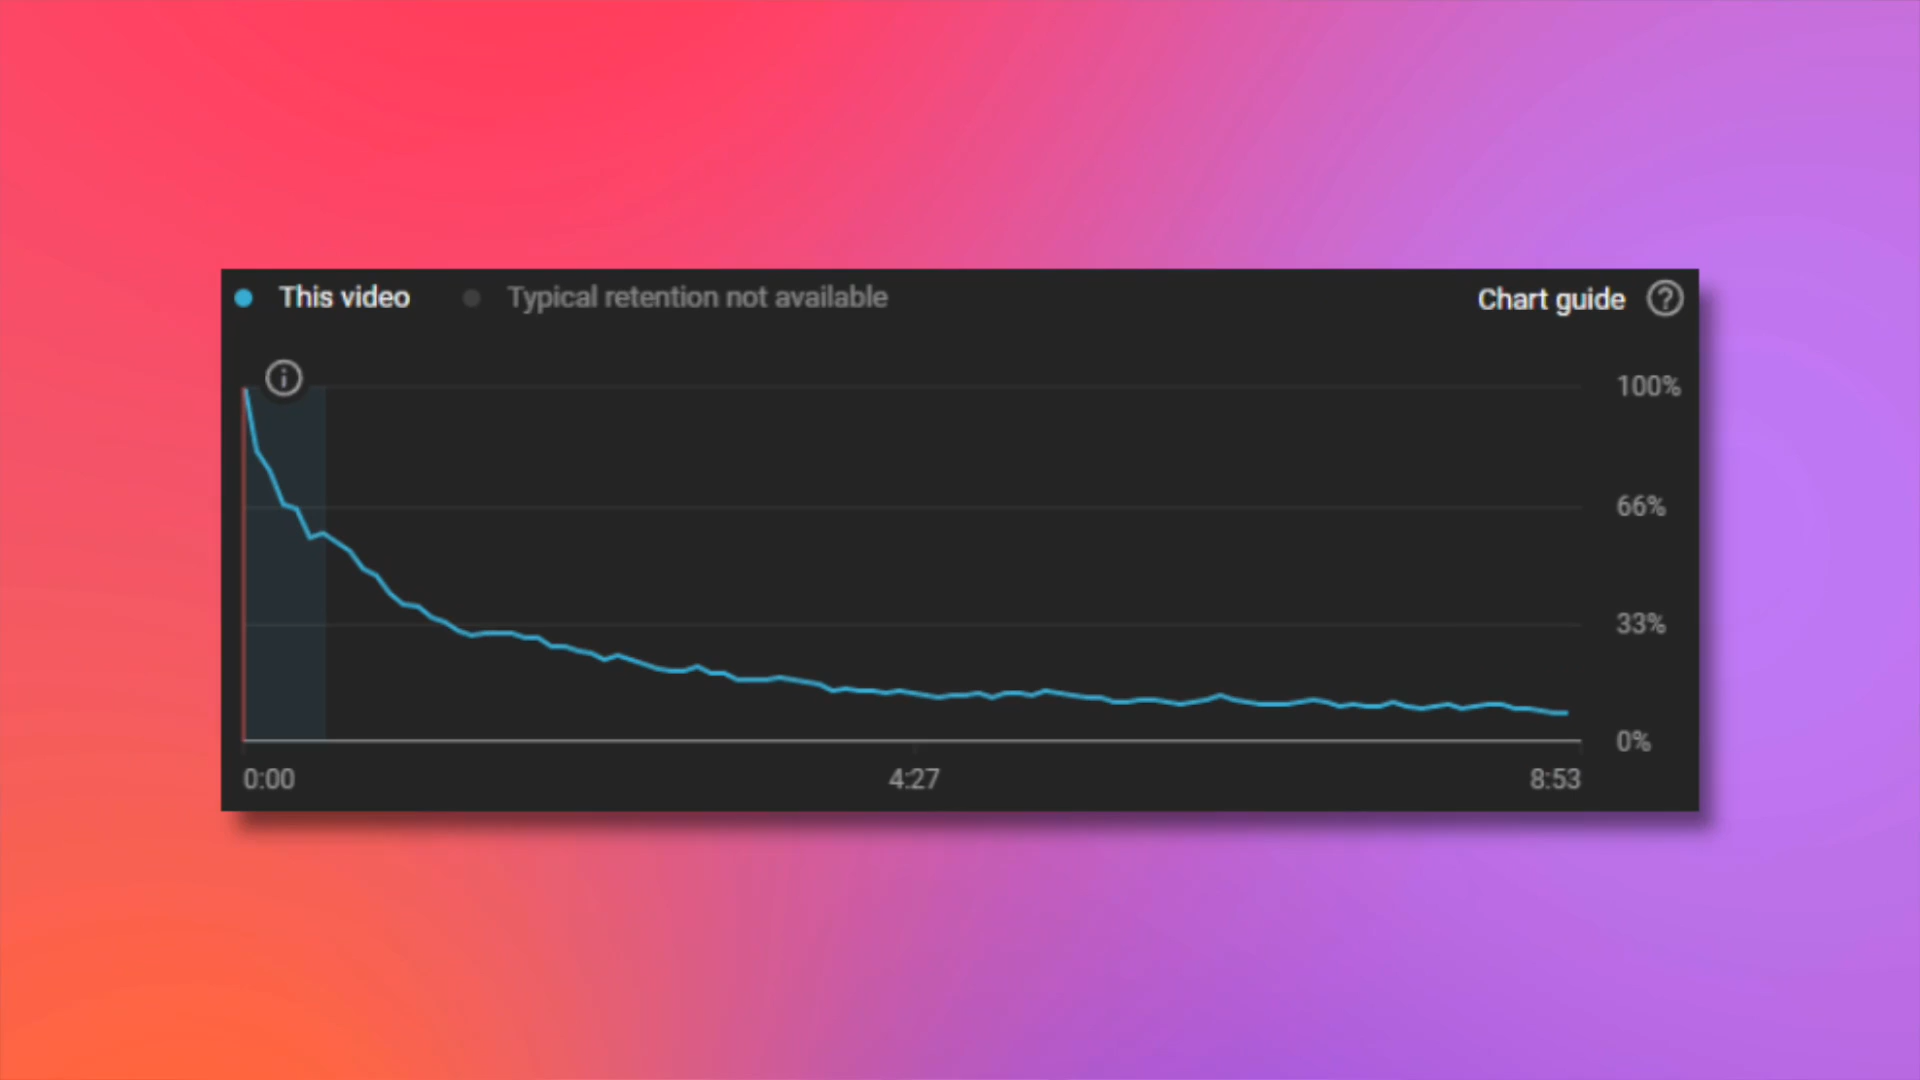 This video
Typical retention not available
Chart guide
100%
66%
33%
0%
0:00
4:27
8:53